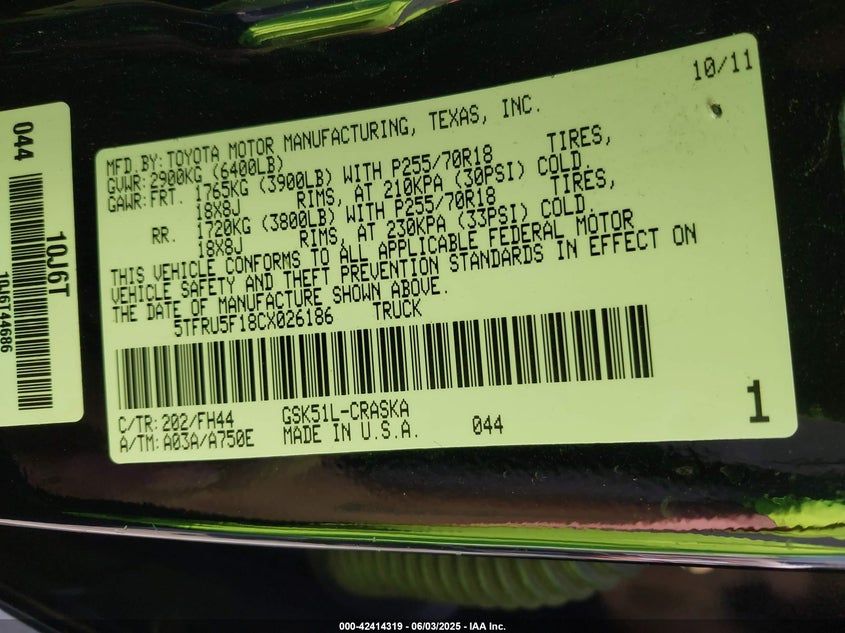 10/11
MFD.BY: TOYOTA MOTOR MANUFACTURING, TEXAS, INC.
GVWR: 2900KG (6400LB)
GAWR: FRT. 1765KG (3900LB) WITH P255/70R18 TIRES,
18X8J RIMS, AT 210KPA (30PSI) COLD.
RR. 1720KG (3800LB) WITH P255/70R18 TIRES,
18X8J RIMS, AT 230KPA (33PSI) COLD.
THIS VEHICLE CONFORMS TO ALL APPLICABLE FEDERAL MOTOR
VEHICLE SAFETY AND THEFT PREVENTION STANDARDS IN EFFECT ON
THE DATE OF MANUFACTURE SHOWN ABOVE.
5TFRU5F18CX026186 TRUCK
C/TR: 202/FH44 GSK51L-CRASKA
A/TM: A03A/A750E MADE IN U.S.A. 044
1
044
1QJ6T
1QJ6T44686
000-42414319 - 06/03/2025 - IAA Inc.